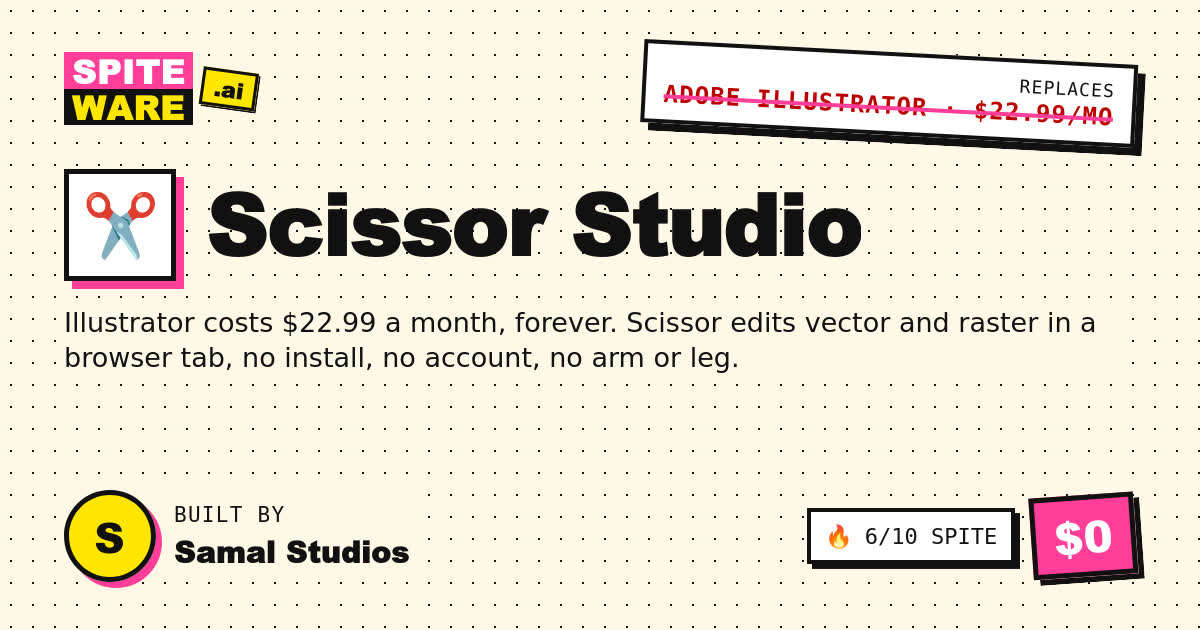 SPITE
WARE
.ai
REPLACES
ADOBE ILLUSTRATOR · $22.99/MO
Scissor Studio
Illustrator costs $22.99 a month, forever. Scissor edits vector and raster in a
browser tab, no install, no account, no arm or leg.
S
BUILT BY
Samal Studios
🔥 6/10 SPITE
$0